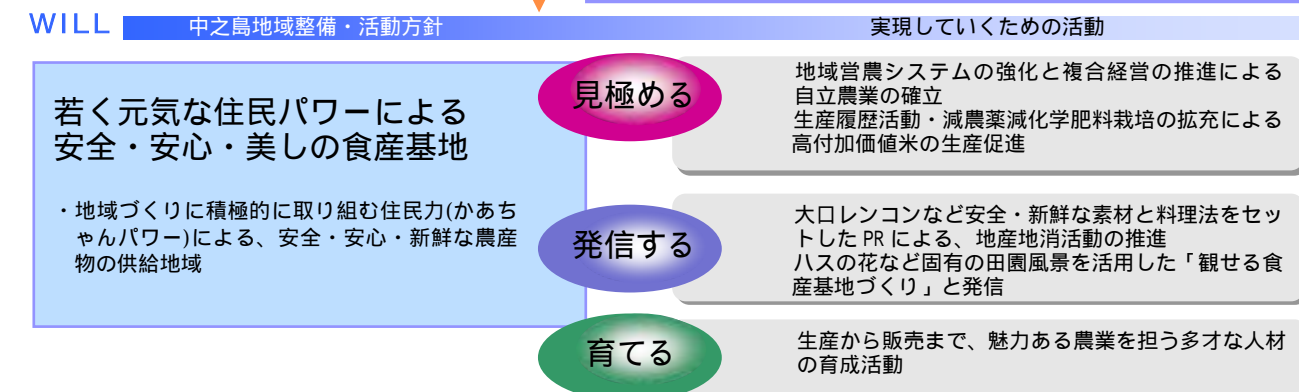 WILL 中之島地域整備・活動方針 実現していくための活動
若く元気な住民パワーによる
安全・安心・美しの食産基地
・地域づくりに積極的に取り組む住民力(かあち
ゃんパワー)による、安全・安心・新鮮な農産
物の供給地域
見極める
地域営農システムの強化と複合経営の推進による
自立農業の確立
生産履歴活動・減農薬減化学肥料栽培の拡充による
高付加価値米の生産促進
発信する
大口レンコンなど安全・新鮮な素材と料理法をセッ
トした PR による、地産地消活動の推進
ハスの花など固有の田園風景を活用した「観せる食
産基地づくり」と発信
育てる
生産から販売まで、魅力ある農業を担う多才な人材
の育成活動